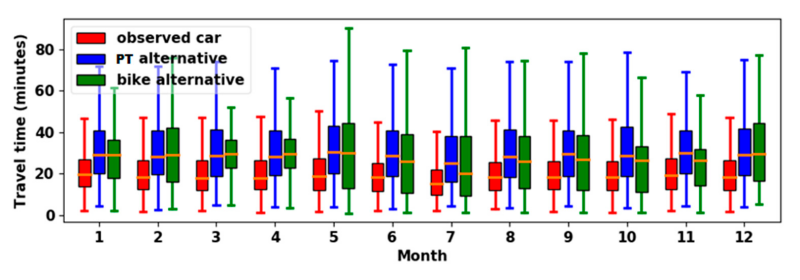 observed car
PT alternative
bike alternative
Travel time (minutes)
80
60
40
20
0
1 2 3 4 5 6 7 8 9 10 11 12
Month